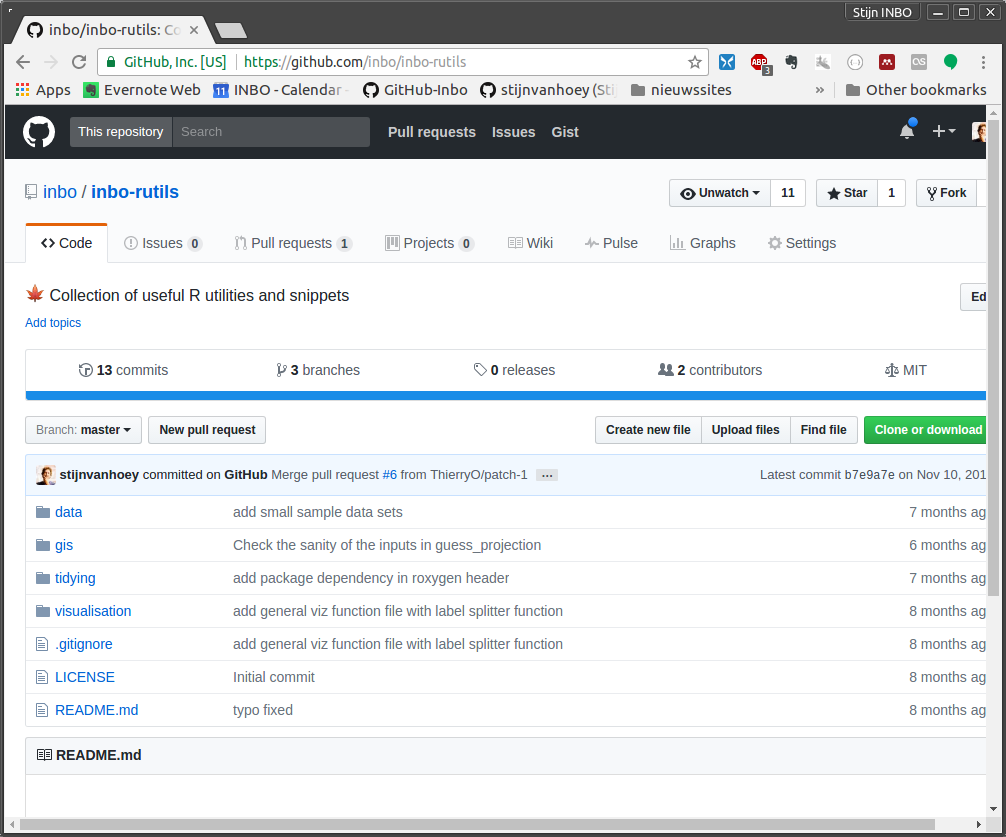 Stijn INBO
inbo/inbo-rutils: Co
GitHub, Inc. [US] https://github.com/inbo/inbo-rutils
ABP 3
Apps Evernote Web 11 INBO - Calendar - GitHub-Inbo stijnvanhoey (Sti nieuwssites » Other bookmarks
This repository Search Pull requests Issues Gist
inbo / inbo-rutils Unwatch 11 Star 1 Fork
Code Issues 0 Pull requests 1 Projects 0 Wiki Pulse Graphs Settings
Collection of useful R utilities and snippets Ed
Add topics
13 commits 3 branches 0 releases 2 contributors MIT
Branch: master New pull request Create new file Upload files Find file Clone or download
stijnvanhoey committed on GitHub Merge pull request #6 from ThierryO/patch-1 … Latest commit b7e9a7e on Nov 10, 201
data add small sample data sets 7 months ag
gis Check the sanity of the inputs in guess_projection 6 months ag
tidying add package dependency in roxygen header 7 months ag
visualisation add general viz function file with label splitter function 8 months ag
.gitignore add general viz function file with label splitter function 8 months ag
LICENSE Initial commit 8 months ag
README.md typo fixed 8 months ag
README.md